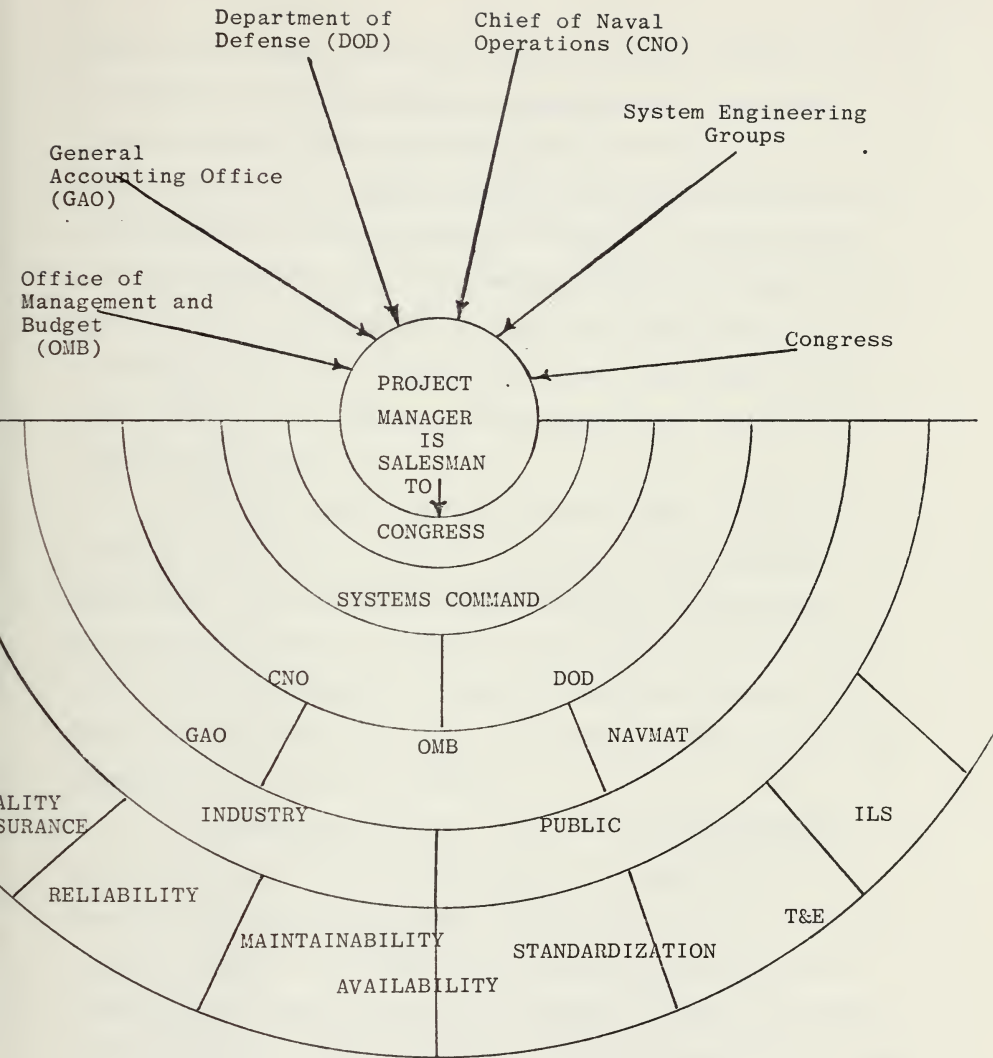 Department of
Defense (DOD)
Chief of Naval
Operations (CNO)
System Engineering
Groups
General
Accounting Office
(GAO)
Office of
Management and
Budget
(OMB)
Congress
PROJECT
MANAGER
IS
SALESMAN
TO
CONGRESS
SYSTEMS COMMAND
CNO
DOD
GAO
OMB
NAVMAT
INDUSTRY
PUBLIC
ALITY
SURANCE
RELIABILITY
MAINTAINABILITY
AVAILABILITY
STANDARDIZATION
T&E
ILS